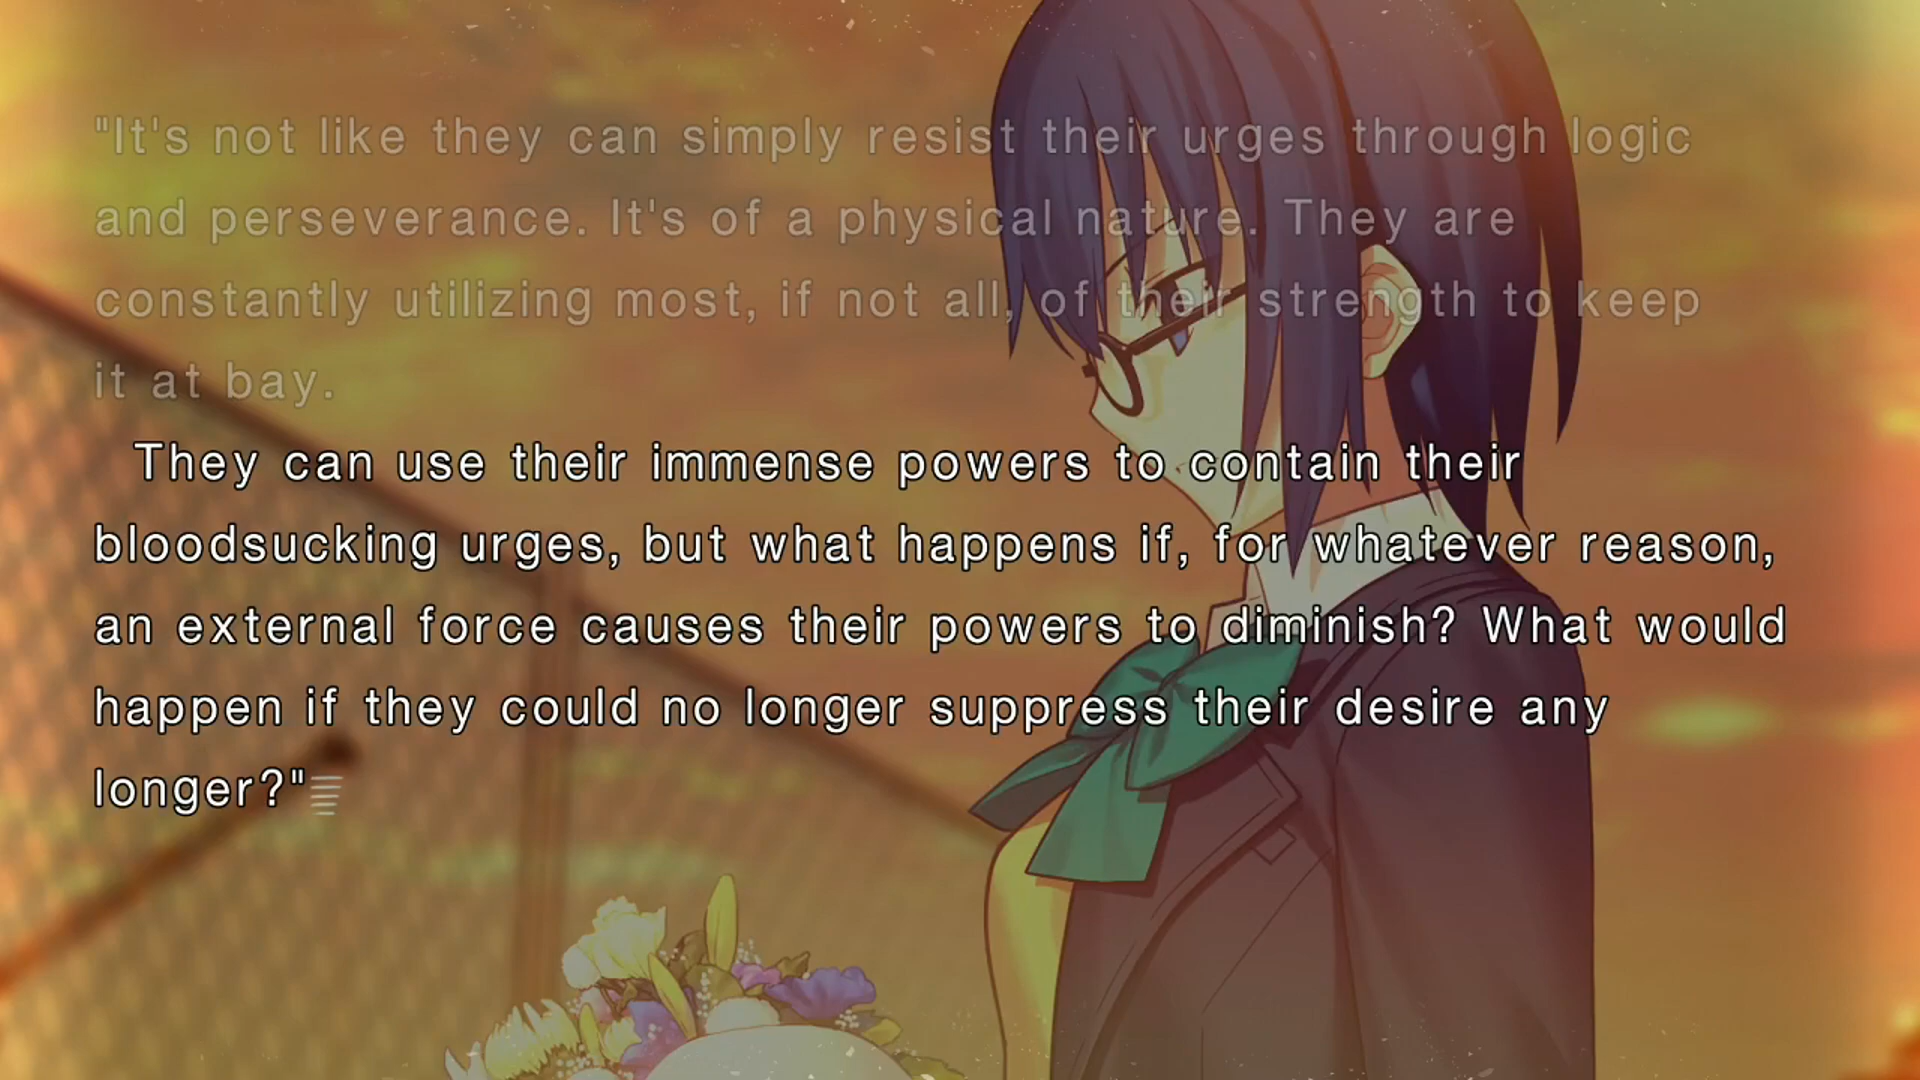 "It's not like they can simply resist their urges through logic
and perseverance. It's of a physical nature. They are
constantly utilizing most, if not all, of their strength to keep
it at bay.
They can use their immense powers to contain their
bloodsucking urges, but what happens if, for whatever reason,
an external force causes their powers to diminish? What would
happen if they could no longer suppress their desire any
longer?"